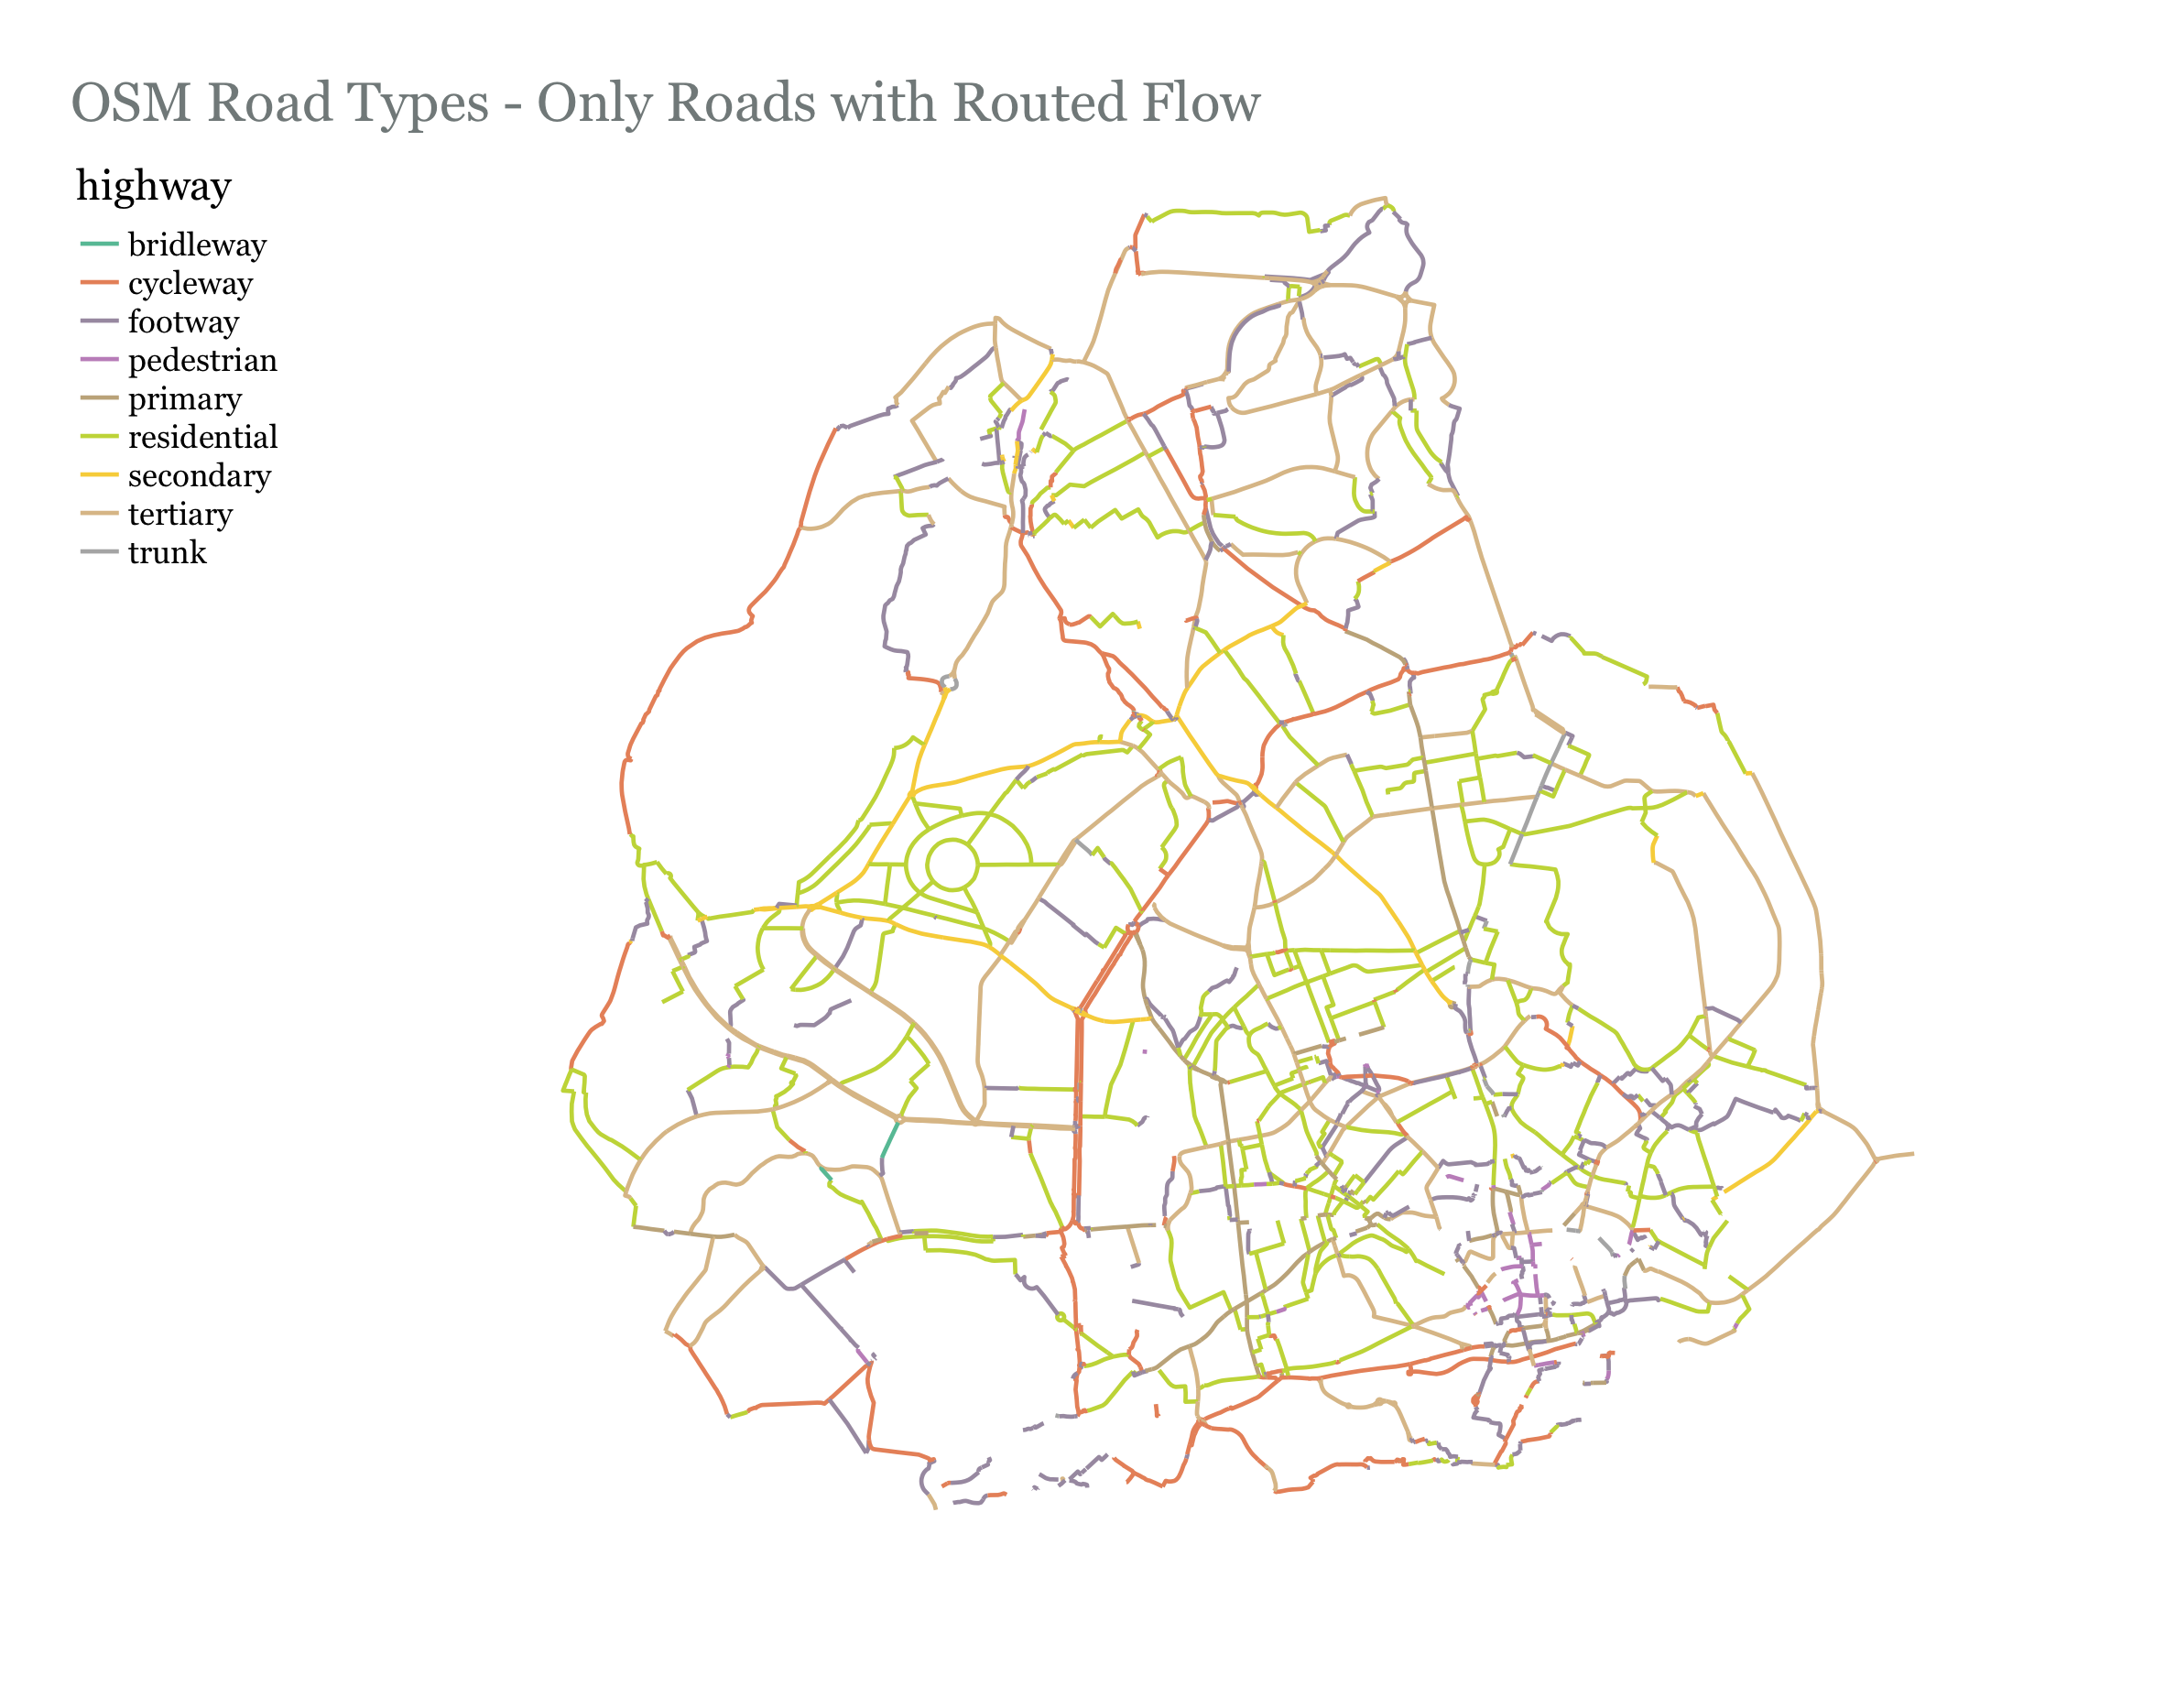 OSM Road Types - Only Roads with Routed Flow
highway
bridleway
cycleway
footway
pedestrian
primary
residential
secondary
tertiary
trunk